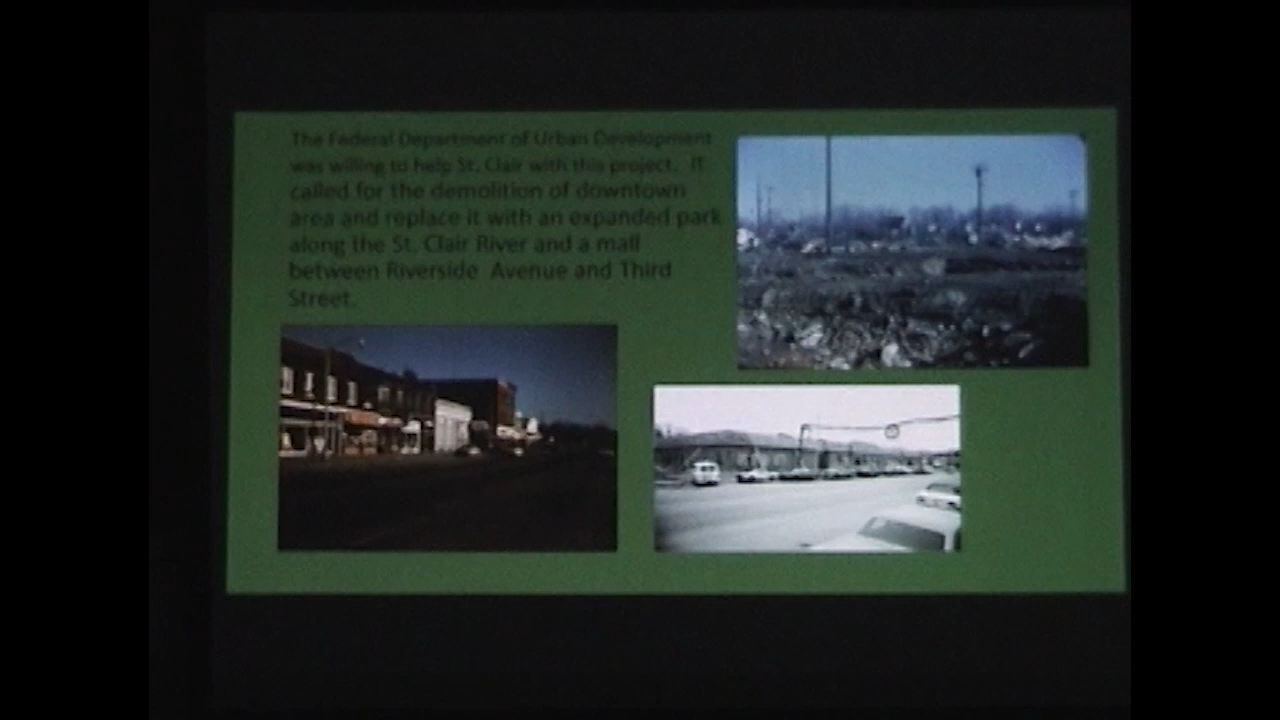 The Federal Department of Urban Development
was willing to help St. Clair with this project. It
called for the demolition of downtown
area and replace it with an expanded park
along the St. Clair River and a mall
between Riverside Avenue and Third
Street.